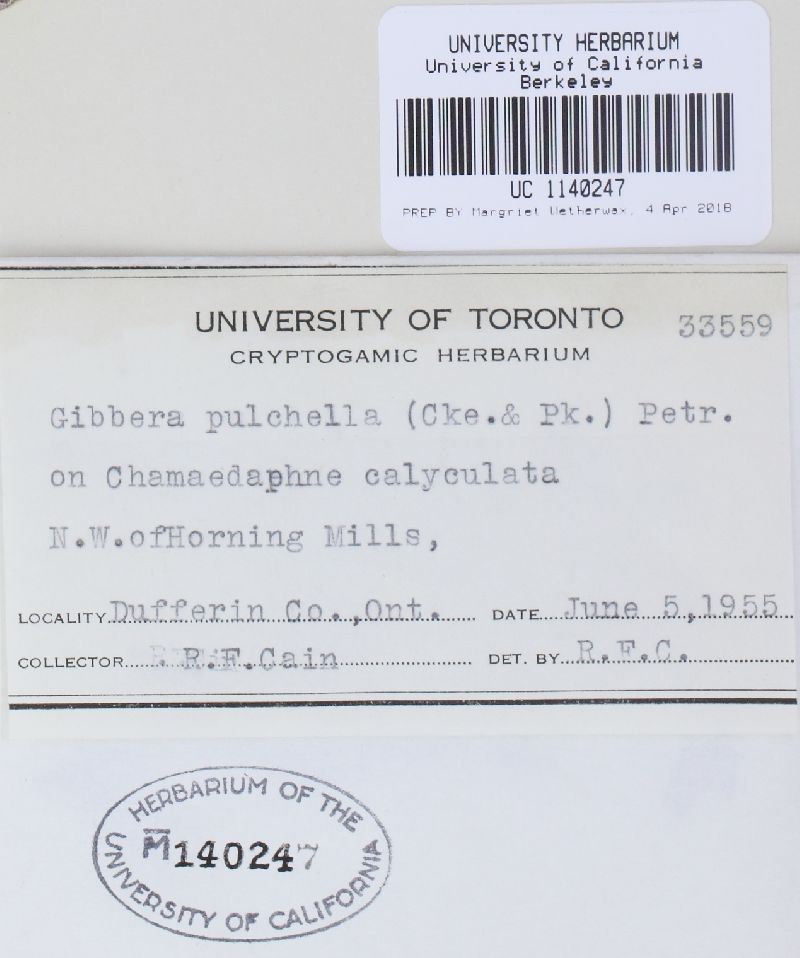 UNIVERSITY HERBARIUM
University of California
Berkeley
UC 1140247
PREP BY Margriet Wetherwax, 4 Apr 2018
UNIVERSITY OF TORONTO 33559
CRYPTOGAMIC HERBARIUM
Gibbera pulchella (Cke.& Pk.) Petr.
on Chamaedaphne calyculata
N.W.ofHorning Mills,
LOCALITY Dufferin Co.,Ont. DATE June 5,1955
COLLECTOR R.F.Cain DET. BY R.F.C.
HERBARIUM OF THE
M140247
UNIVERSITY OF CALIFORNIA